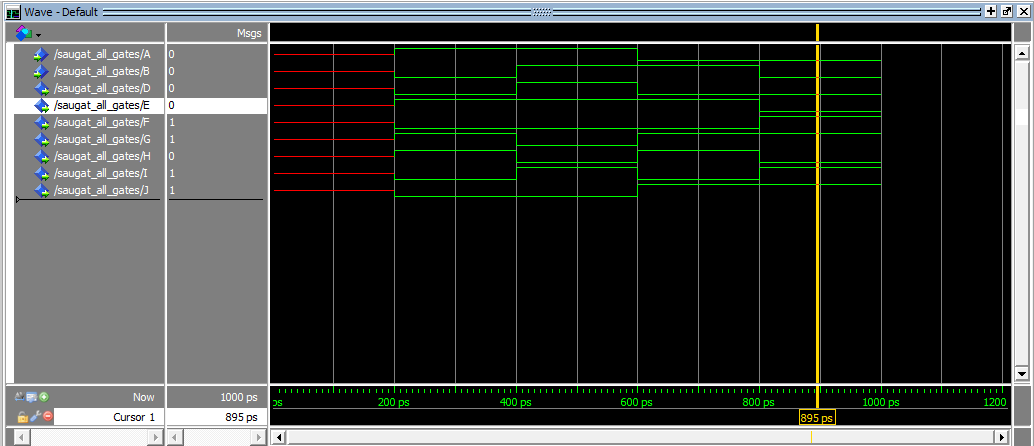 Wave - Default
Msgs
/saugat_all_gates/A 0
/saugat_all_gates/B 0
/saugat_all_gates/D 0
/saugat_all_gates/E 0
/saugat_all_gates/F 1
/saugat_all_gates/G 1
/saugat_all_gates/H 0
/saugat_all_gates/I 1
/saugat_all_gates/J 1
Now 1000 ps ps 200 ps 400 ps 600 ps 800 ps 1000 ps 1200
Cursor 1 895 ps 895 ps